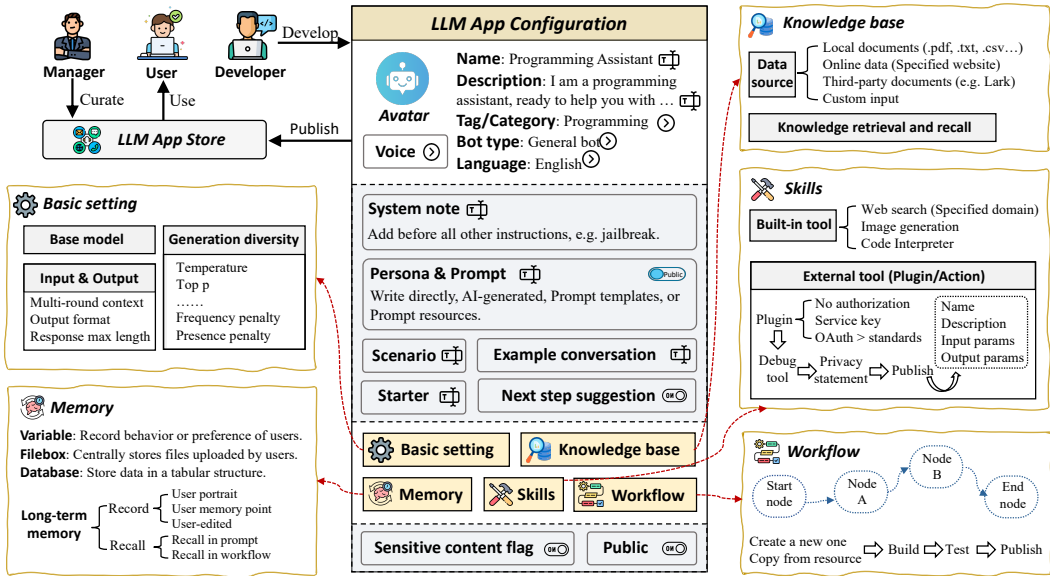 Manager
User
Developer
Develop
Curate
Use
LLM App Store
Publish
LLM App Configuration
Avatar
Voice
Name: Programming Assistant
Description: I am a programming
assistant, ready to help you with …
Tag/Category: Programming
Bot type: General bot
Language: English
System note
Add before all other instructions, e.g. jailbreak.
Persona & Prompt
Public
Write directly, AI-generated, Prompt templates, or
Prompt resources.
Scenario
Example conversation
Starter
Next step suggestion
ON
Basic setting
Knowledge base
Memory
Skills
Workflow
Sensitive content flag
ON
Public
ON
Basic setting
Base model
Input & Output
Multi-round context
Output format
Response max length
Generation diversity
Temperature
Top p
……
Frequency penalty
Presence penalty
Memory
Variable: Record behavior or preference of users.
Filebox: Centrally stores files uploaded by users.
Database: Store data in a tabular structure.
Long-term
memory
Record
User portrait
User memory point
User-edited
Recall
Recall in prompt
Recall in workflow
Knowledge base
Data
source
Local documents (.pdf, .txt, .csv…)
Online data (Specified website)
Third-party documents (e.g. Lark)
Custom input
Knowledge retrieval and recall
Skills
Built-in tool
Web search (Specified domain)
Image generation
Code Interpreter
External tool (Plugin/Action)
Plugin
No authorization
Service key
OAuth > standards
Name
Description
Input params
Output params
Debug
tool
Privacy
statement
Publish
Workflow
Start
node
Node
A
Node
B
End
node
Create a new one
Copy from resource
Build
Test
Publish